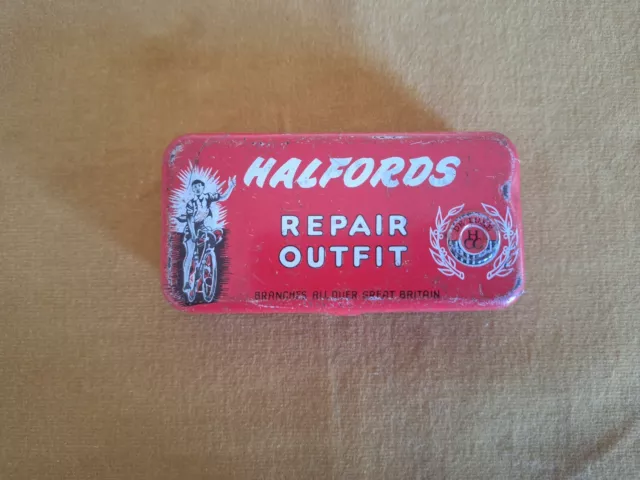 HALFORDS
REPAIR
OUTFIT
BRANCHES ALL OVER GREAT BRITAIN